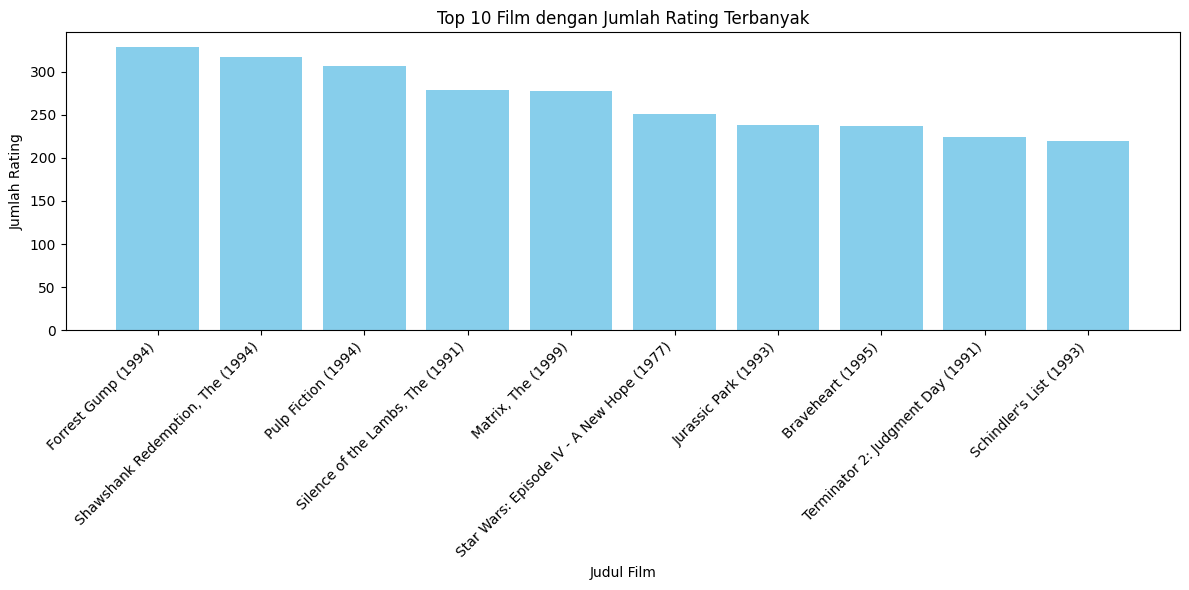 Top 10 Film dengan Jumlah Rating Terbanyak
Jumlah Rating
300
250
200
150
100
50
0
Forrest Gump (1994)
Shawshank Redemption, The (1994)
Pulp Fiction (1994)
Silence of the Lambs, The (1991)
Matrix, The (1999)
Star Wars: Episode IV - A New Hope (1977)
Jurassic Park (1993)
Braveheart (1995)
Terminator 2: Judgment Day (1991)
Schindler's List (1993)
Judul Film